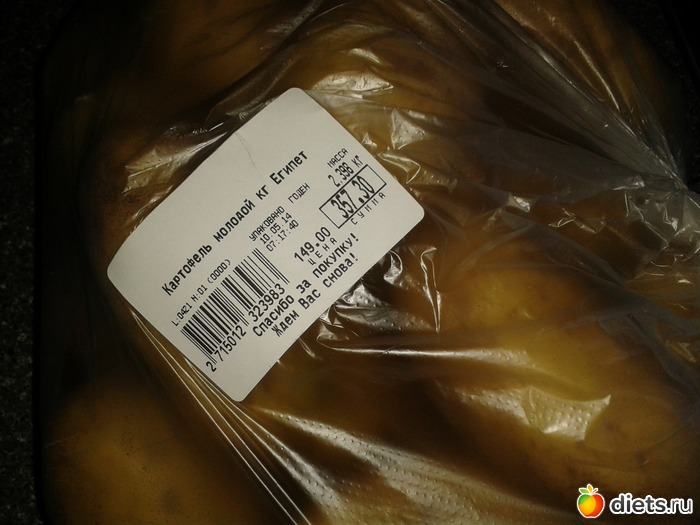 Картофель молодой кг Египет
УПАКОВАНО ГОДЕН
МАССА
10.05.14
2.398 КГ
07:17:40
149.00
357.30
ЦЕНА
СУММА
L:0421 M:01 (0000)
2 715012 323983
Спасибо за покупку!
Ждем Вас снова!
diets.ru